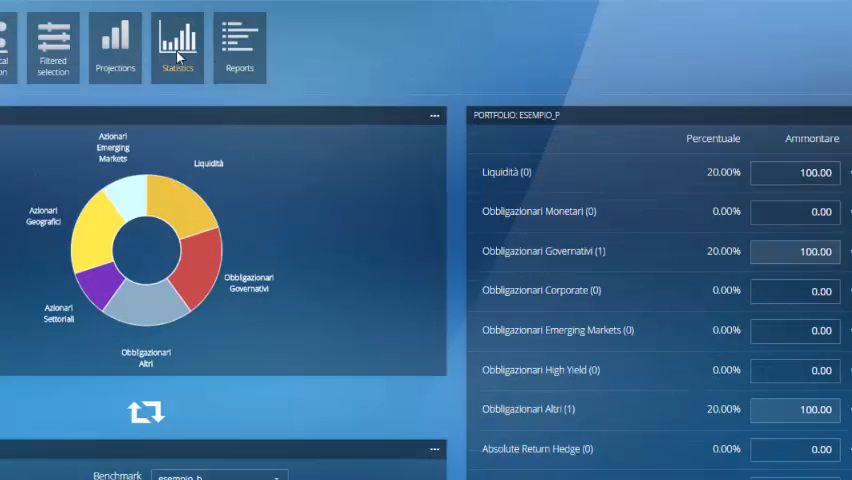 Filtered
selection
Projections
Statistics
Reports
PORTFOLIO: ESEMPIO_P
Percentuale Ammontare
Azionari
Emerging
Markets
Liquidità
Azionari
Geografici
Obbligazionari
Governativi
Azionari
Settoriali
Obbligazionari
Altri
Liquidità (0) 20.00% 100.00
Obbligazionari Monetari (0) 0.00% 0.00
Obbligazionari Governativi (1) 20.00% 100.00
Obbligazionari Corporate (0) 0.00% 0.00
Obbligazionari Emerging Markets (0) 0.00% 0.00
Obbligazionari High Yield (0) 0.00% 0.00
Obbligazionari Altri (1) 20.00% 100.00
Absolute Return Hedge (0) 0.00% 0.00
Benchmark esempio_b